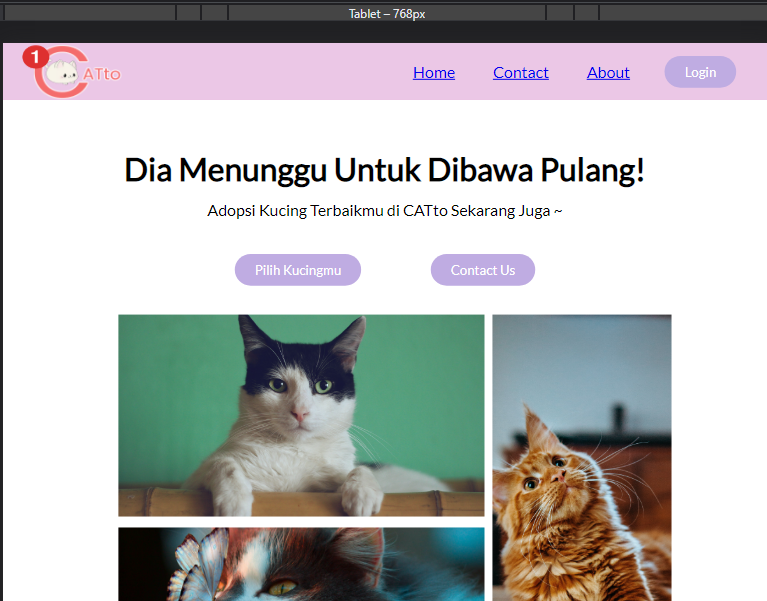 Tablet – 768px
1
CATto
Home Contact About Login
Dia Menunggu Untuk Dibawa Pulang!
Adopsi Kucing Terbaikmu di CATto Sekarang Juga ~
Pilih Kucingmu Contact Us